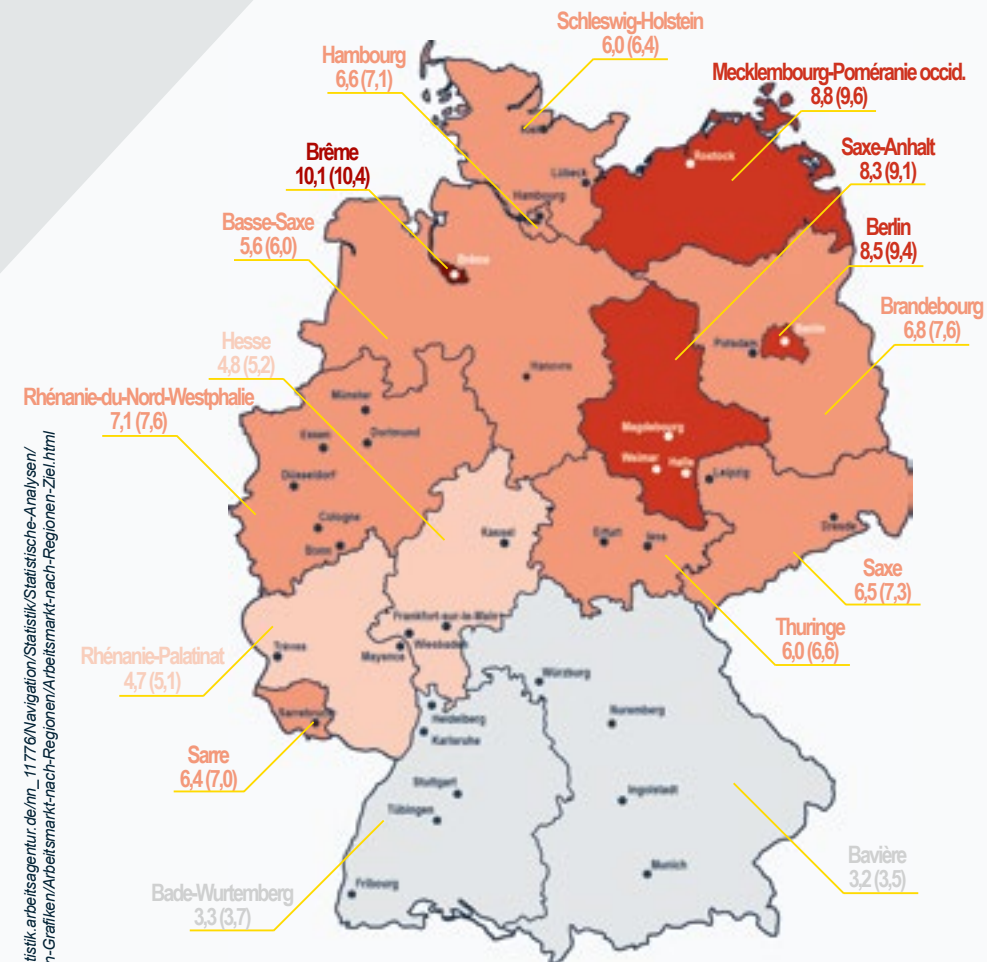 Schleswig-Holstein
6,0 (6,4)
Hambourg
6,6 (7,1)
Mecklembourg-Poméranie occid.
8,8 (9,6)
Brême
10,1 (10,4)
Saxe-Anhalt
8,3 (9,1)
Basse-Saxe
5,6 (6,0)
Berlin
8,5 (9,4)
Brandebourg
6,8 (7,6)
Hesse
4,8 (5,2)
Rhénanie-du-Nord-Westphalie
7,1 (7,6)
Saxe
6,5 (7,3)
Thuringe
6,0 (6,6)
Rhénanie-Palatinat
4,7 (5,1)
Sarre
6,4 (7,0)
Bavière
3,2 (3,5)
Bade-Wurtemberg
3,3 (3,7)
Rostock
Lübeck
Hambourg
Brême
Berlin
Potsdam
Hanovre
Münster
Essen
Dortmund
Magdebourg
Weimar
Halle
Leipzig
Düsseldorf
Cologne
Bonn
Kassel
Erfurt
Iéna
Dresde
Frankfort-sur-le-Main
Wiesbaden
Mayence
Trèves
Würzburg
Sarrebruck
Heidelberg
Karlsruhe
Nuremberg
Stuttgart
Tübingen
Ingolstadt
Munich
Fribourg
tistik.arbeitsagentur.de/nn_11776/Navigation/Statistik/Statistische-Analysen/
n-Grafiken/Arbeitsmarkt-nach-Regionen/Arbeitsmarkt-nach-Regionen-Ziel.html